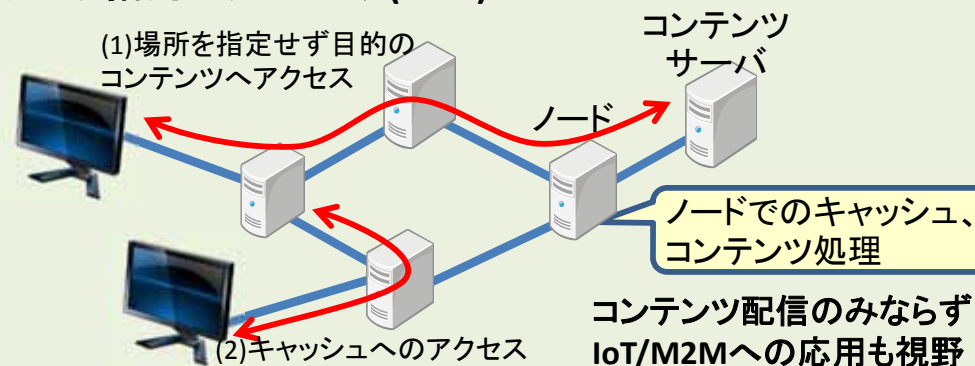 (1)場所を指定せず目的の
コンテンツへアクセス
コンテンツ
サーバ
ノード
ノードでのキャッシュ、
コンテンツ処理
(2)キャッシュへのアクセス
コンテンツ配信のみならず
IoT/M2Mへの応用も視野